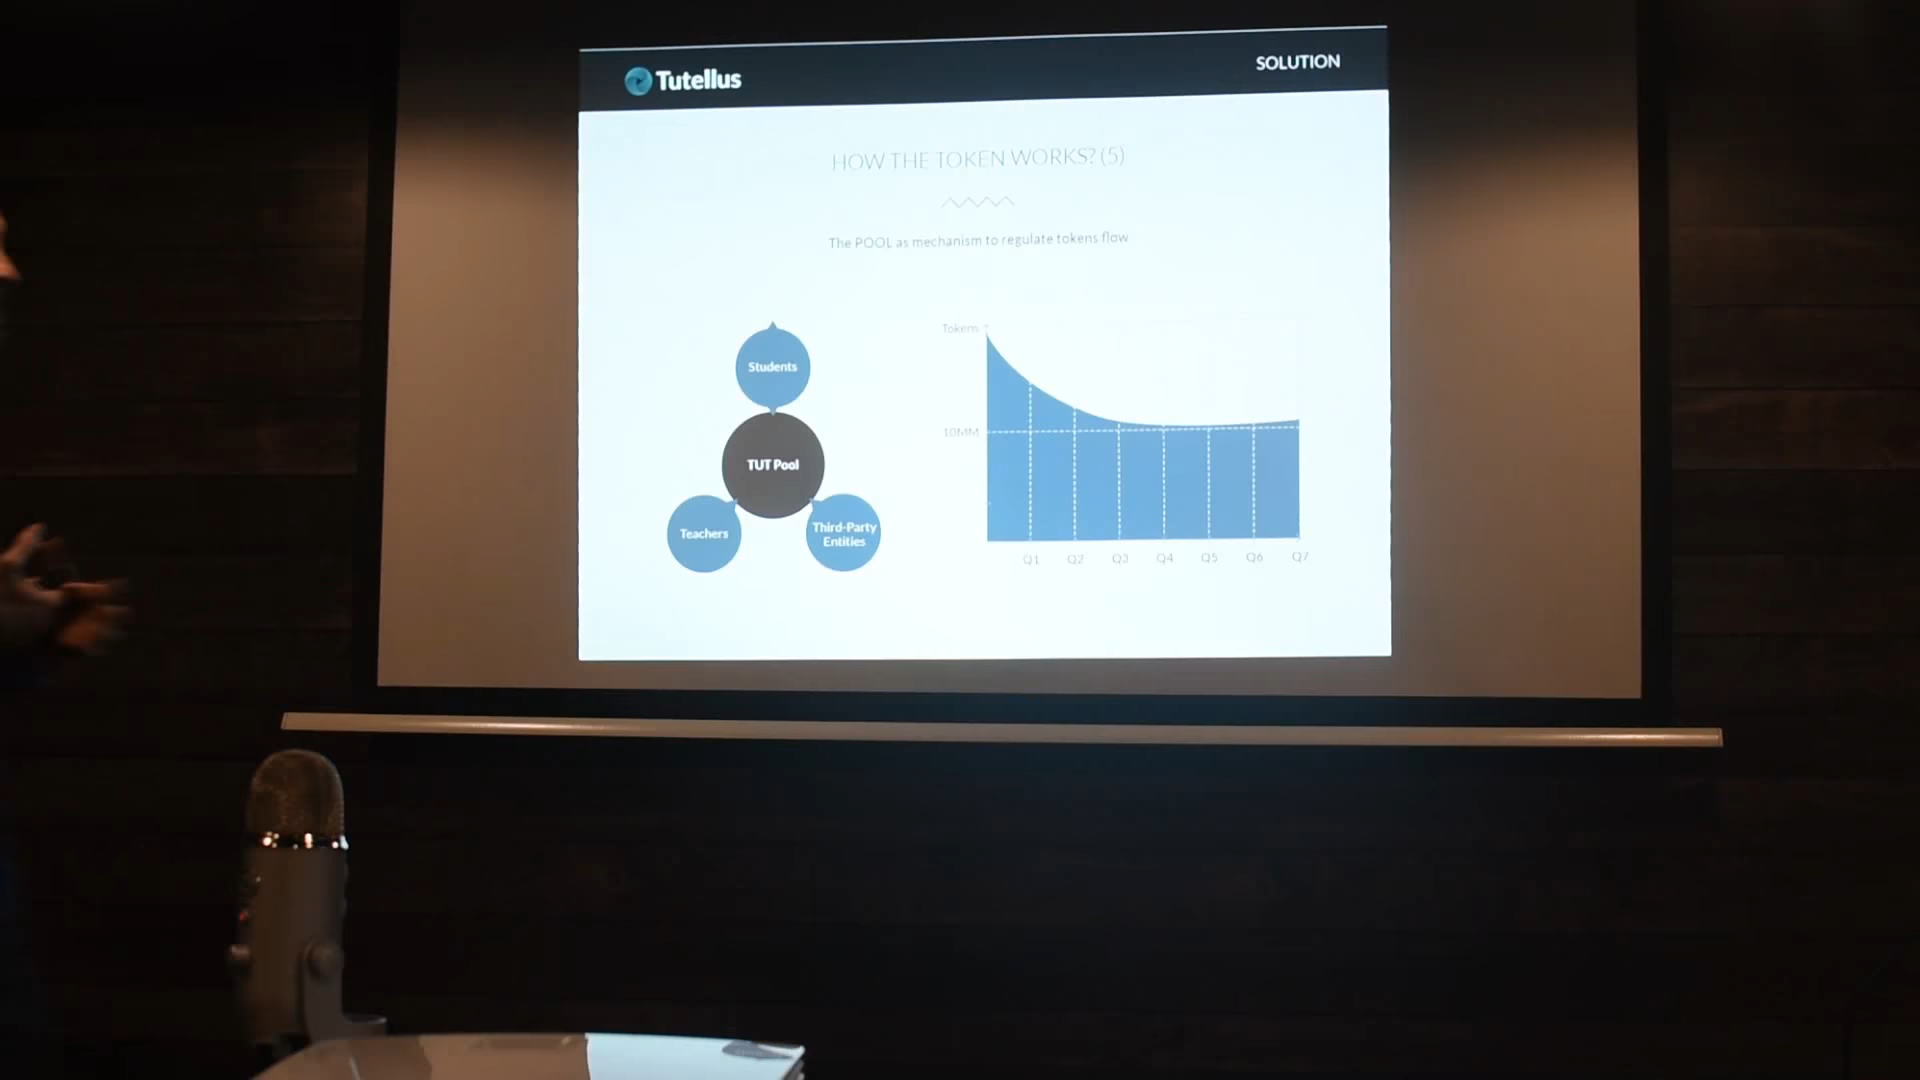 Tutellus
SOLUTION
HOW THE TOKEN WORKS? (5)
The POOL as mechanism to regulate tokens flow
Students
TUT Pool
Teachers
Third-Party
Entities
Tokens
10MM
Q1 Q2 Q3 Q4 Q5 Q6 Q7